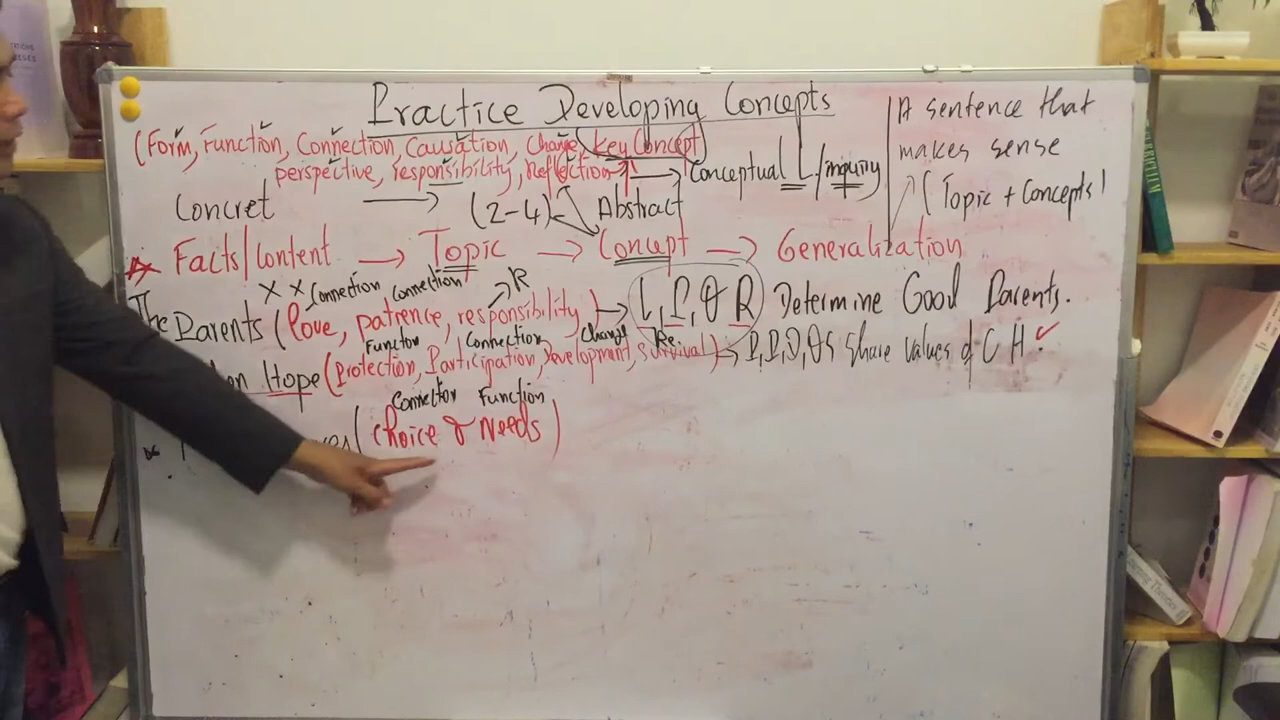 Practice Developing Concepts
(Form, Function, Connection Causation, Change, key Concept)
perspective, responsibility, Reflection → Conceptual L/inquiry
Concret → (2-4) Abstract
Facts/Content → Topic → Concept → Generalization
A sentence that
makes sense
(Topic + Concepts)
X X Connection Connection R
The Parents (love, patience, responsibility) → L, P, & R Determine Good Parents.
Function Connection Change Re.
Hope (protection, Participation, Development, survival) → P, P, D, & S share values of C H.
Connection Function
(choice & Needs)